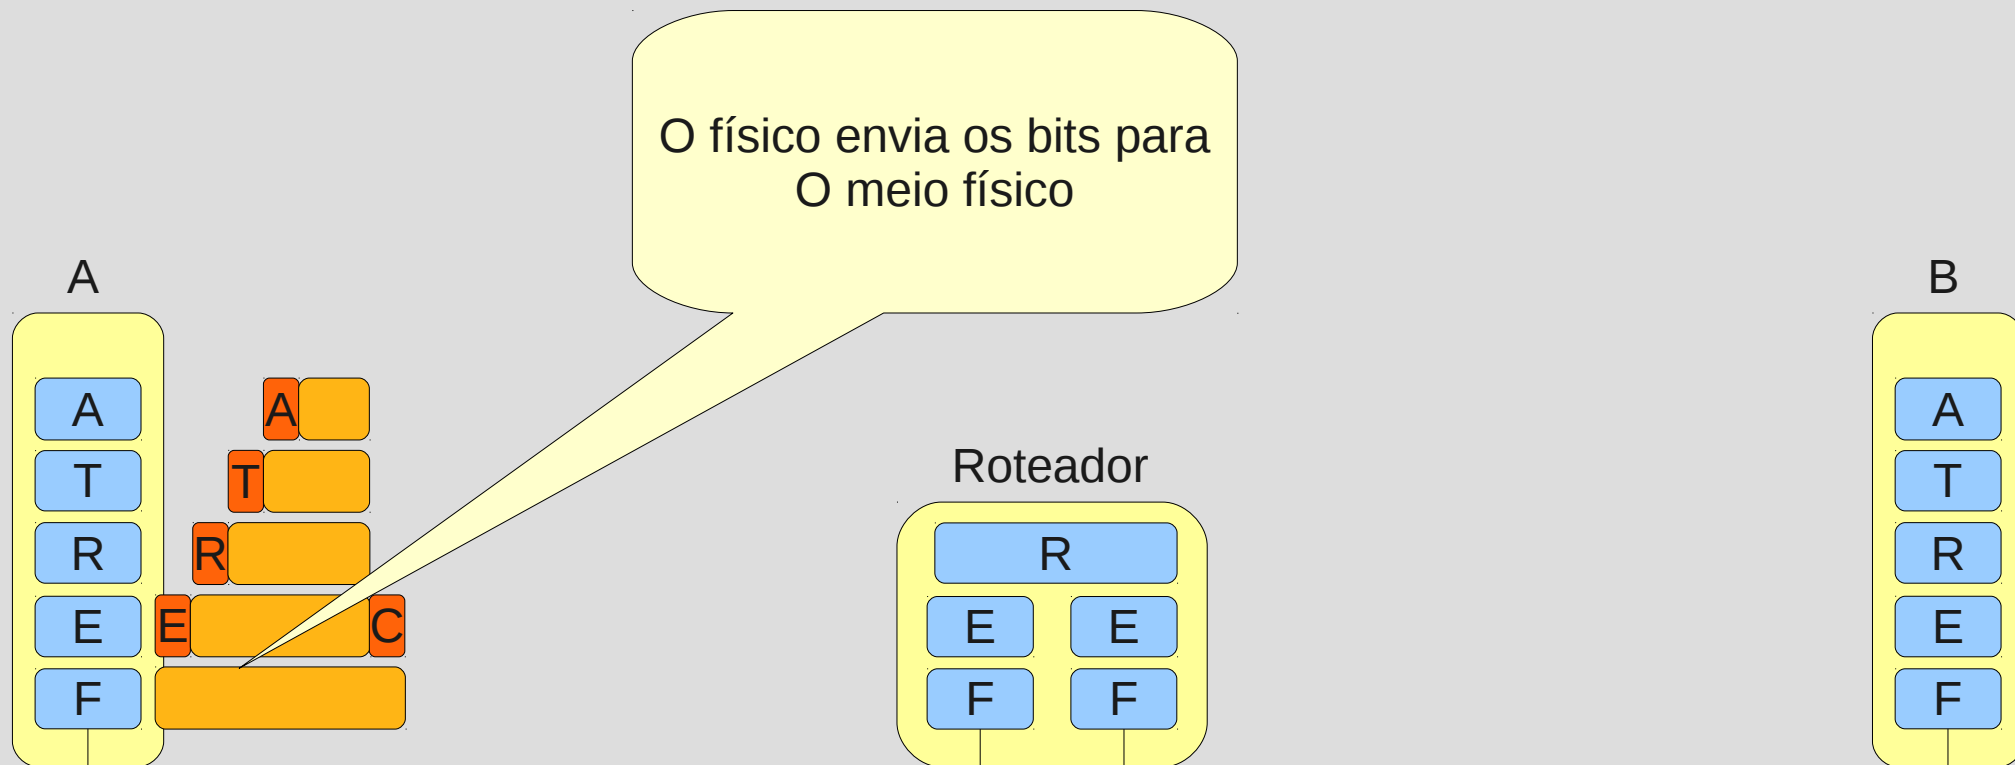 O físico envia os bits para
O meio físico
A
B
A
A
A
T
T
T
Roteador
R
R
R
R
E
E
C
E
E
E
F
F
F
F